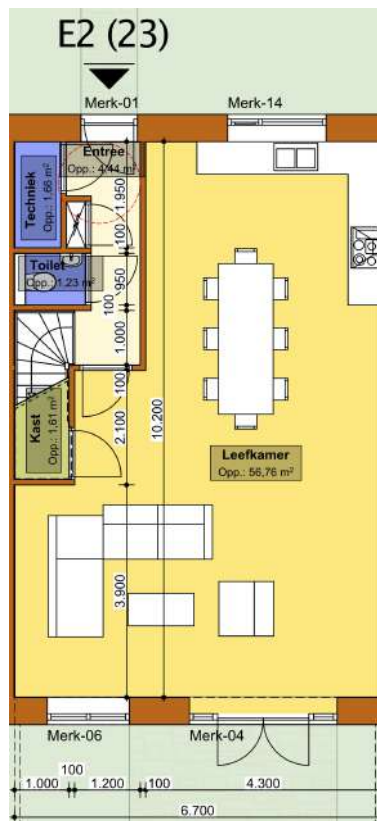 E2 (23)
Merk-01
Merk-14
Entree
Opp.: 4.44 m²
Techniek
Opp.: 1,66 m²
1.950
100
Toilet
Opp.: 1.23 m²
950
100
1.000
100
Kast
Opp.: 1,61 m²
2.100
10.200
Leefkamer
Opp.: 56,76 m²
3.900
Merk-06
Merk-04
100
1.000
1.200
100
4.300
6.700